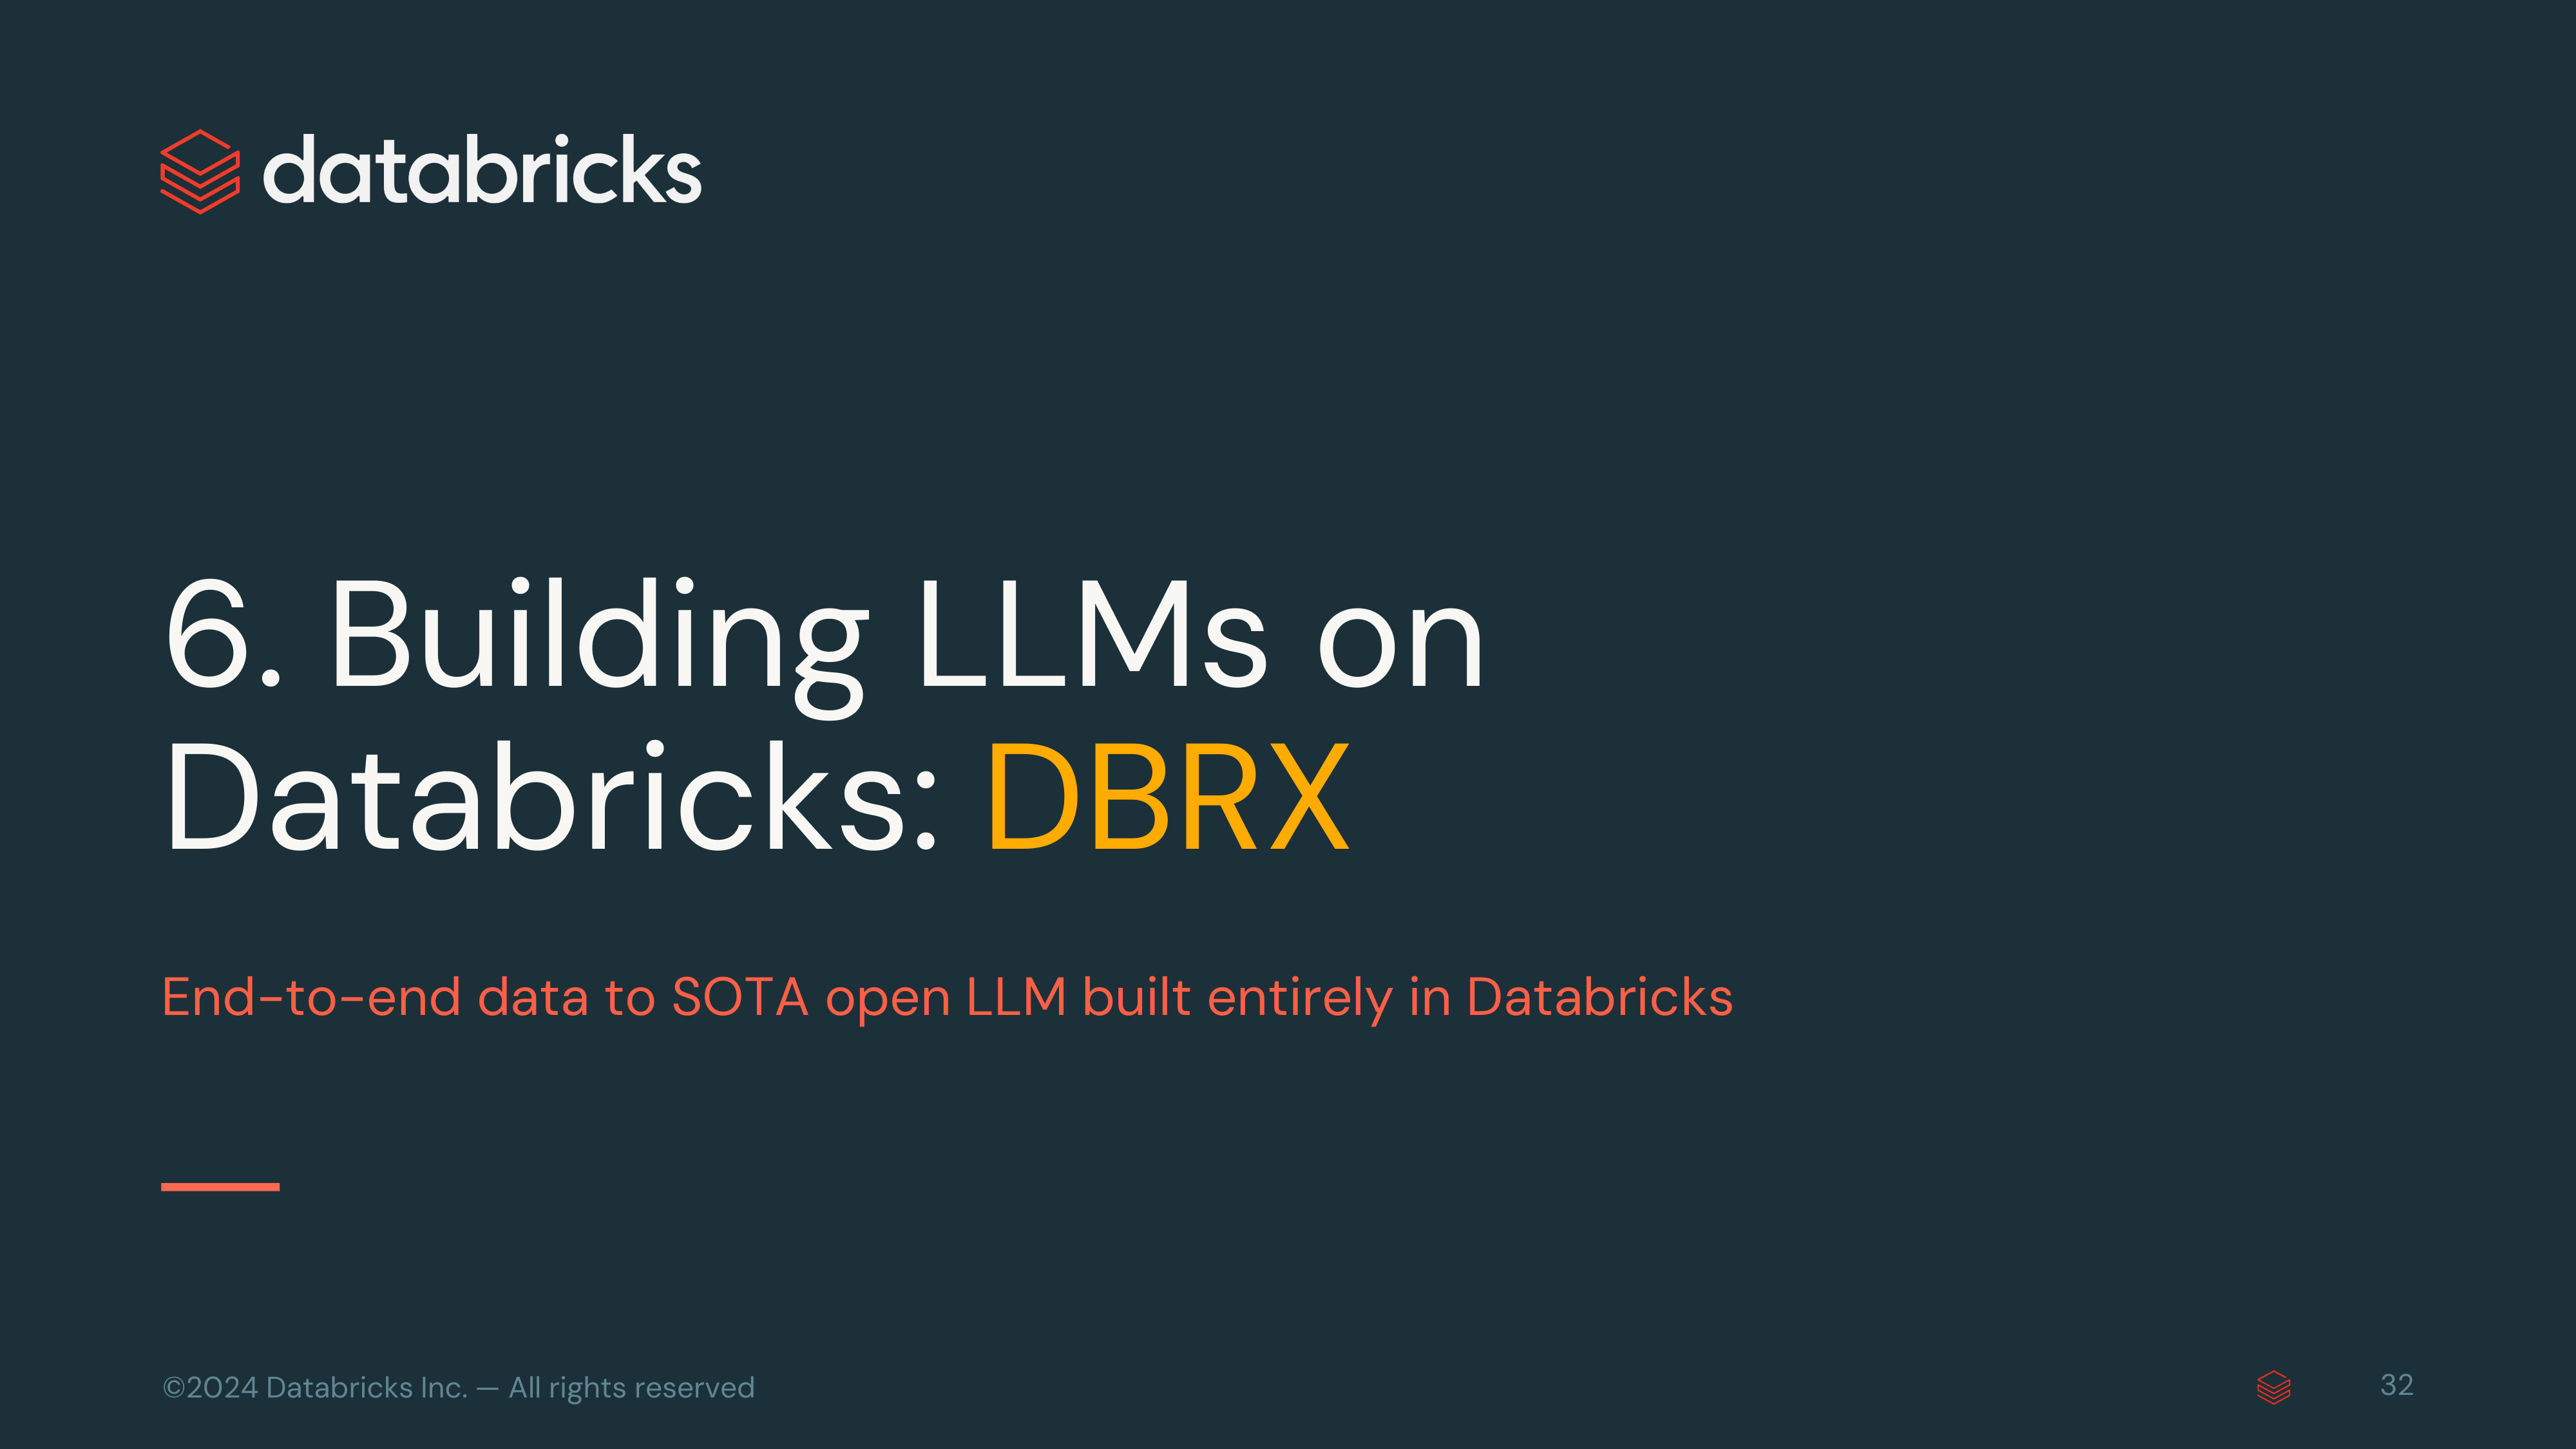 databricks
6. Building LLMs on
Databricks: DBRX
End-to-end data to SOTA open LLM built entirely in Databricks
©2024 Databricks Inc. — All rights reserved
32